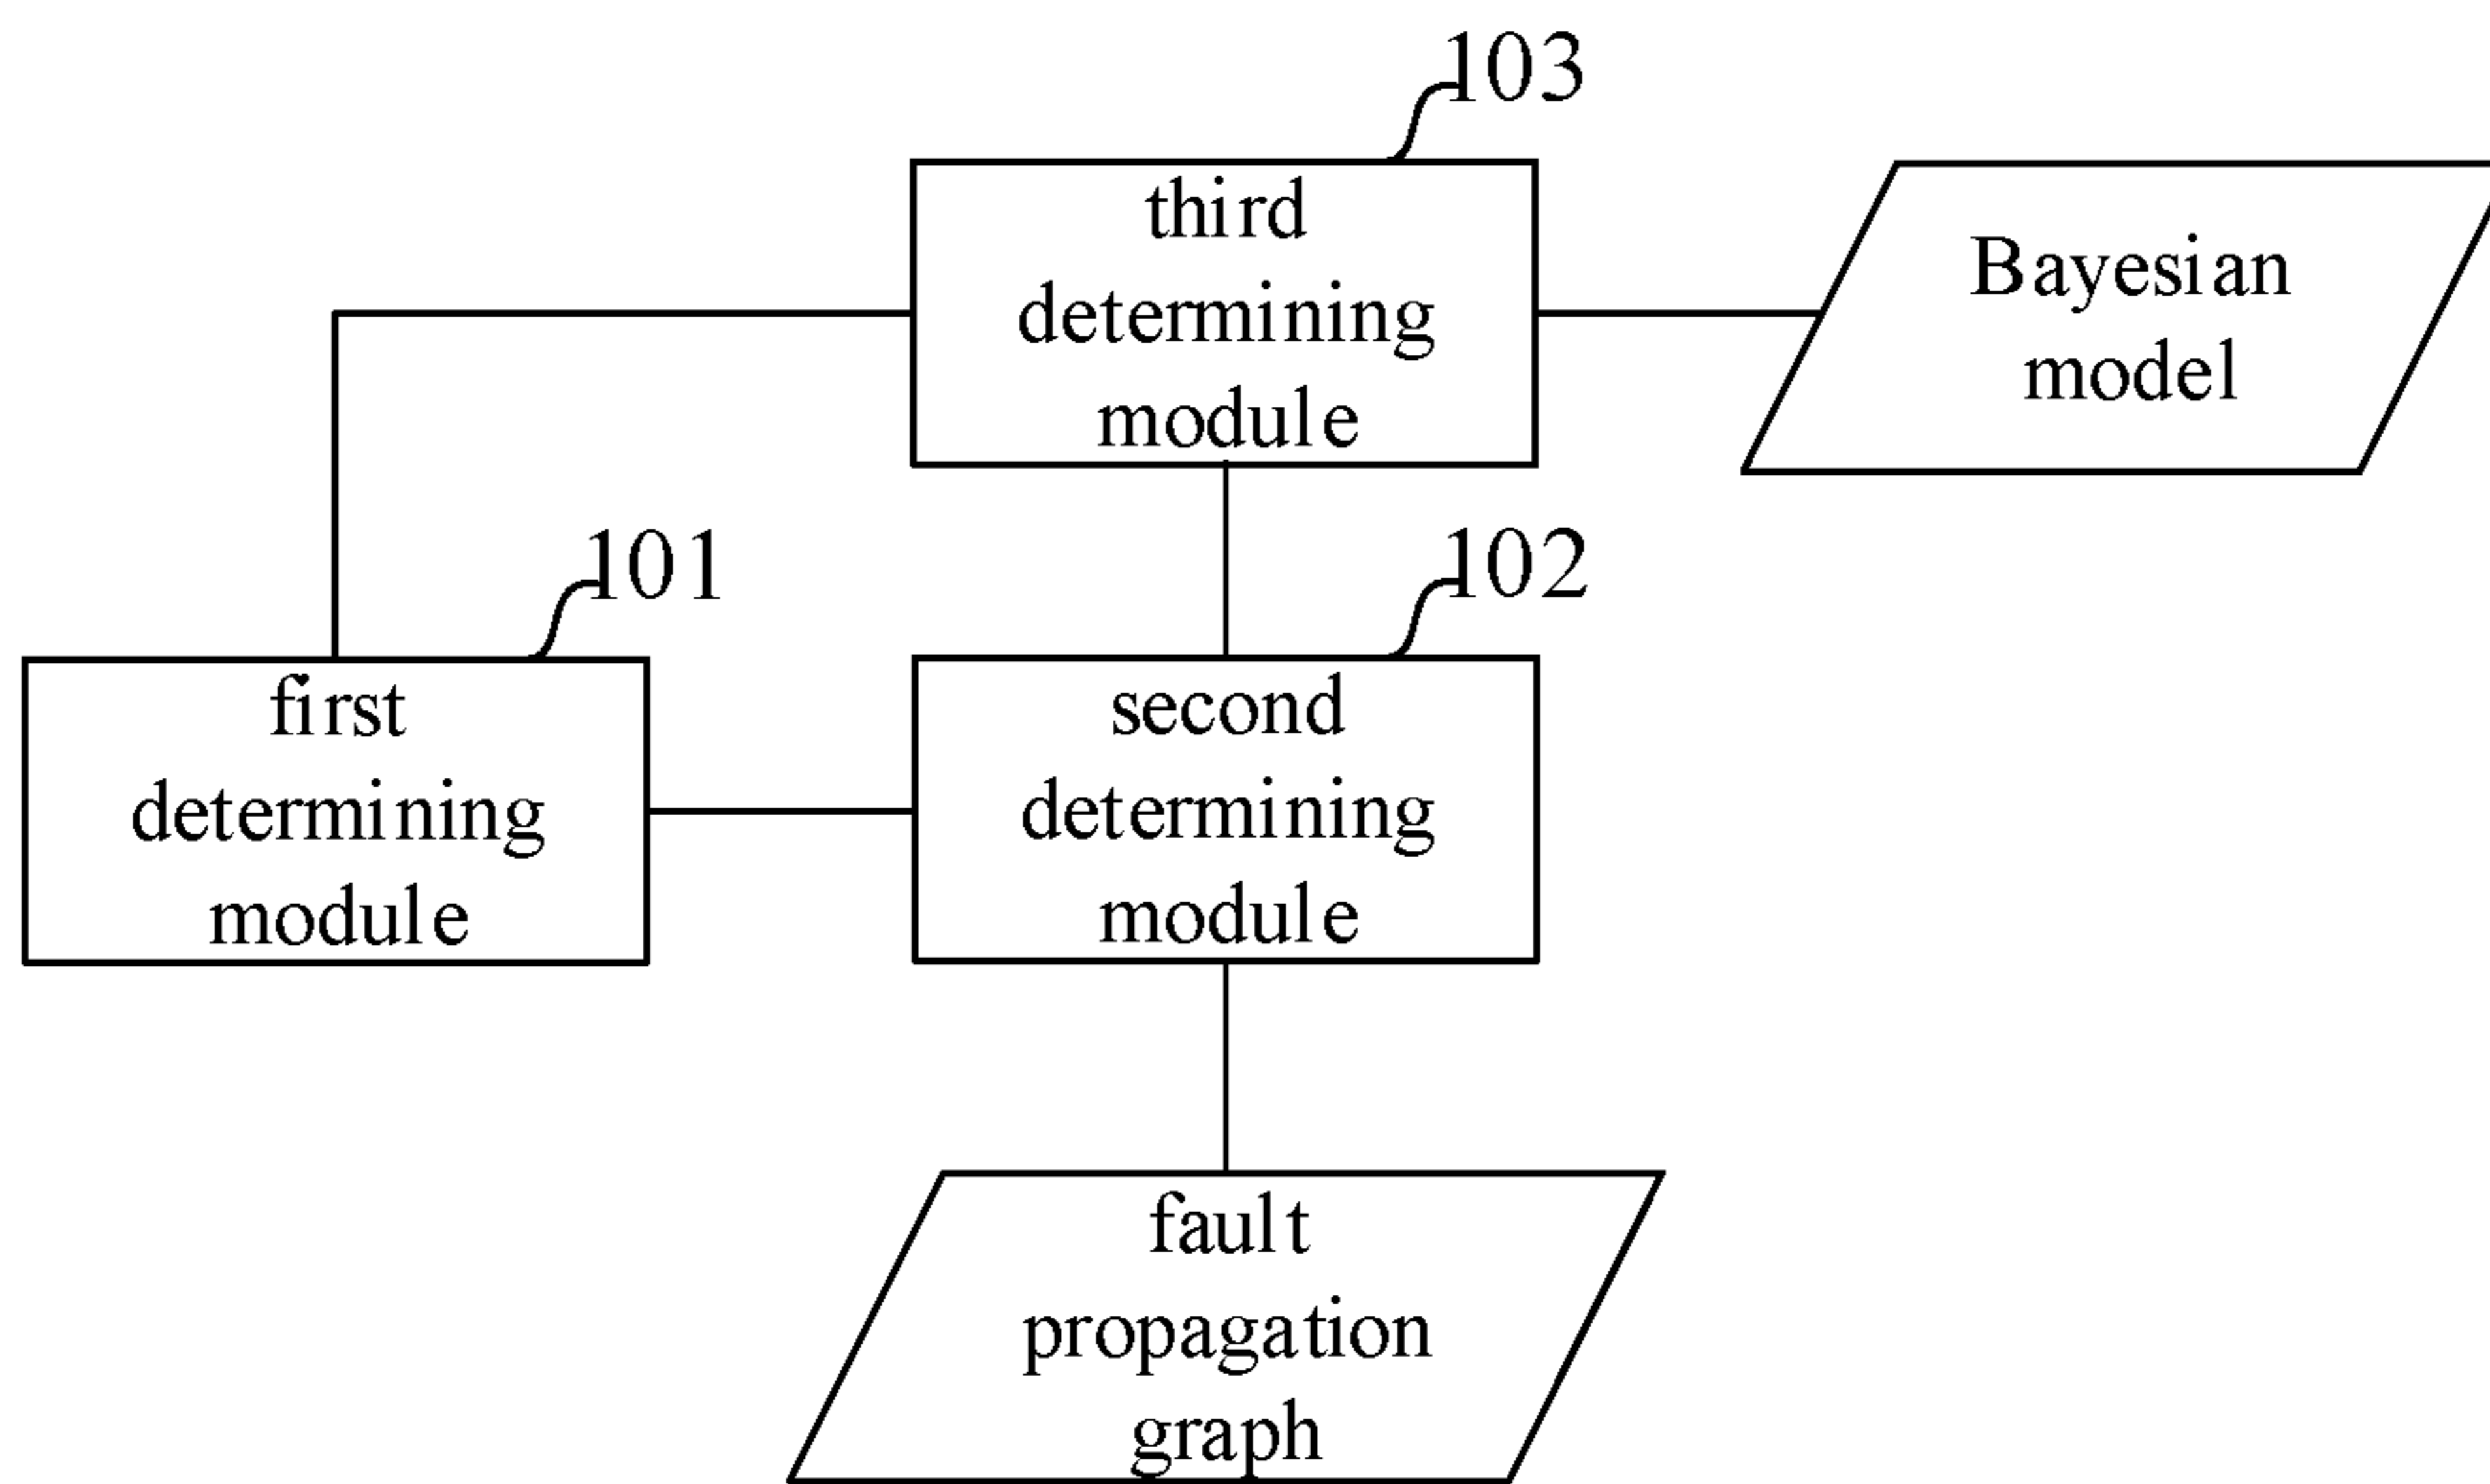 103
third
determining
module
Bayesian
model
101
first
determining
module
102
second
determining
module
fault
propagation
graph